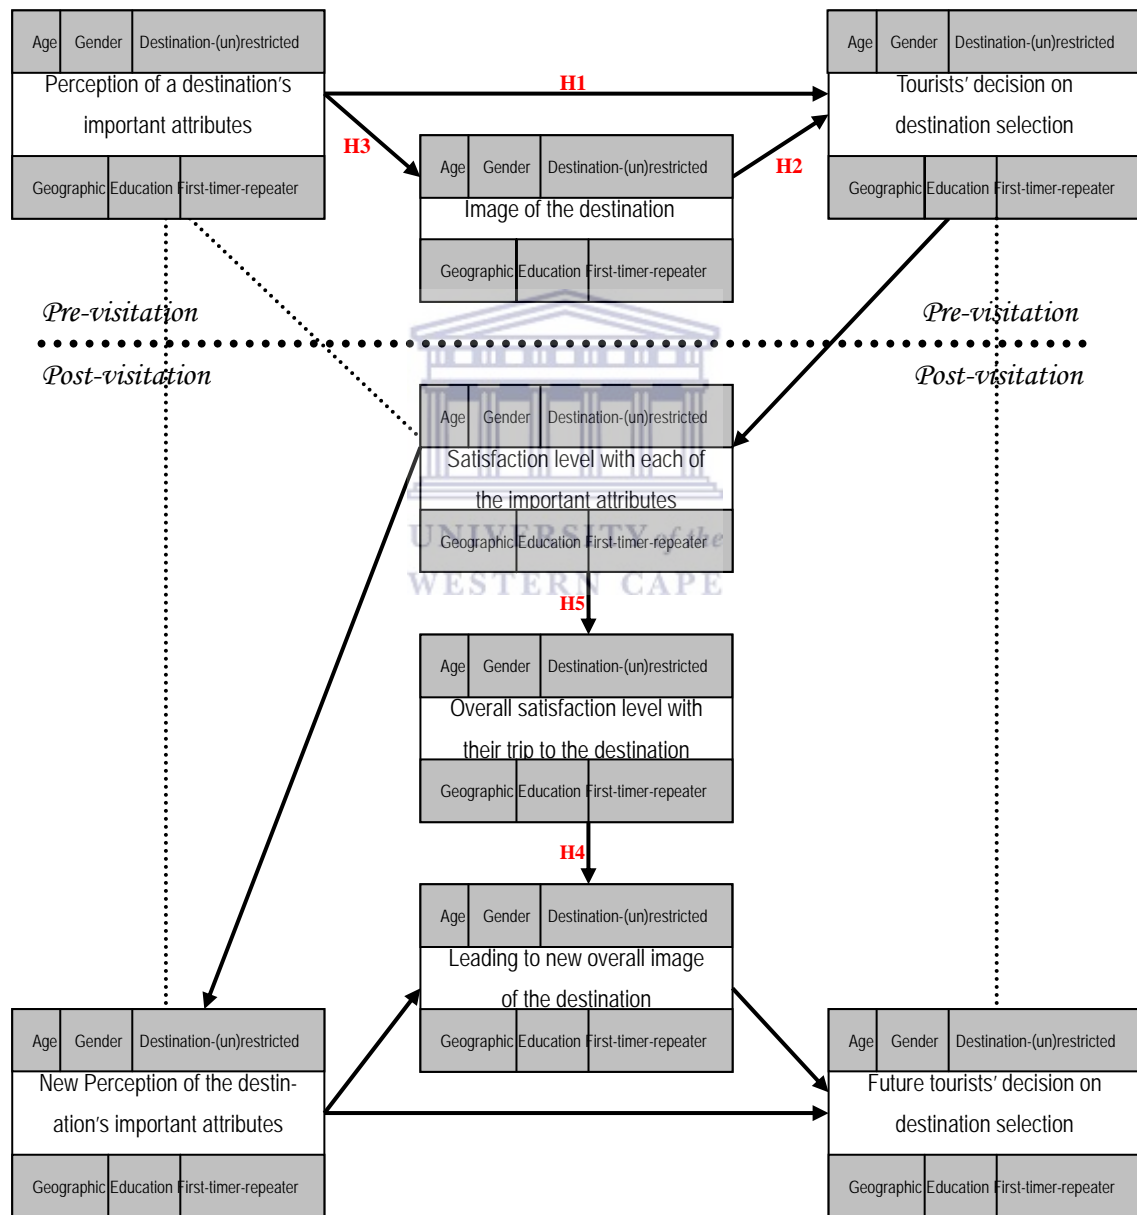 Age Gender Destination-(un)restricted
Perception of a destination's
important attributes
Geographic Education First-timer-repeater
H1
Age Gender Destination-(un)restricted
Tourists' decision on
destination selection
Geographic Education First-timer-repeater
H3
H2
Age Gender Destination-(un)restricted
Image of the destination
Geographic Education First-timer-repeater
Pre-visitation
Pre-visitation
Post-visitation
Post-visitation
Age Gender Destination-(un)restricted
Satisfaction level with each of
the important attributes
Geographic Education First-timer-repeater
UNIVERSITY of the
WESTERN CAPE
H5
Age Gender Destination-(un)restricted
Overall satisfaction level with
their trip to the destination
Geographic Education First-timer-repeater
H4
Age Gender Destination-(un)restricted
Leading to new overall image
of the destination
Geographic Education First-timer-repeater
Age Gender Destination-(un)restricted
New Perception of the destin-
ation's important attributes
Geographic Education First-timer-repeater
Age Gender Destination-(un)restricted
Future tourists' decision on
destination selection
Geographic Education First-timer-repeater